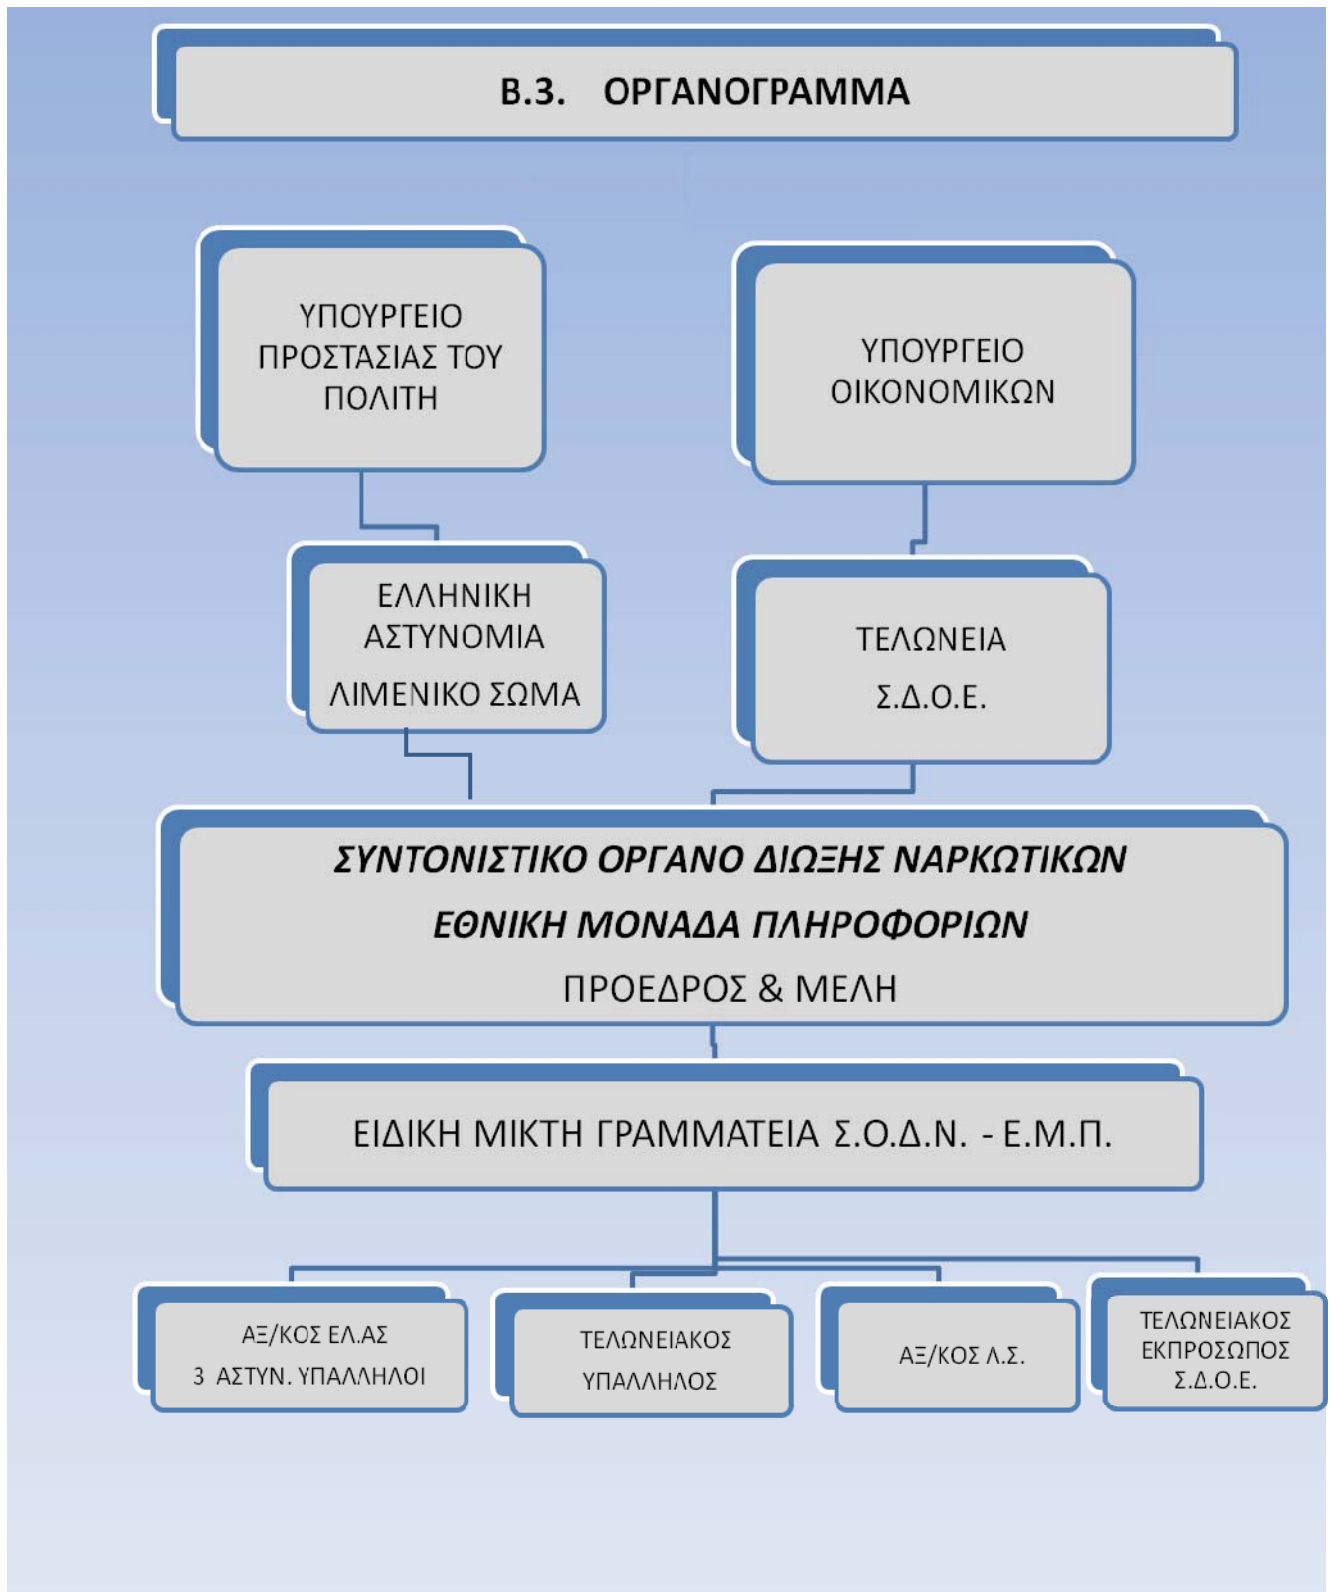 Β.3. ΟΡΓΑΝΟΓΡΑΜΜΑ
ΥΠΟΥΡΓΕΙΟ
ΠΡΟΣΤΑΣΙΑΣ ΤΟΥ
ΠΟΛΙΤΗ
ΥΠΟΥΡΓΕΙΟ
ΟΙΚΟΝΟΜΙΚΩΝ
ΕΛΛΗΝΙΚΗ
ΑΣΤΥΝΟΜΙΑ
ΛΙΜΕΝΙΚΟ ΣΩΜΑ
ΤΕΛΩΝΕΙΑ
Σ.Δ.Ο.Ε.
ΣΥΝΤΟΝΙΣΤΙΚΟ ΟΡΓΑΝΟ ΔΙΩΞΗΣ ΝΑΡΚΩΤΙΚΩΝ
ΕΘΝΙΚΗ ΜΟΝΑΔΑ ΠΛΗΡΟΦΟΡΙΩΝ
ΠΡΟΕΔΡΟΣ & ΜΕΛΗ
ΕΙΔΙΚΗ ΜΙΚΤΗ ΓΡΑΜΜΑΤΕΙΑ Σ.Ο.Δ.Ν. - Ε.Μ.Π.
ΑΞ/ΚΟΣ ΕΛ.ΑΣ
3 ΑΣΤΥΝ. ΥΠΑΛΛΗΛΟΙ
ΤΕΛΩΝΕΙΑΚΟΣ
ΥΠΑΛΛΗΛΟΣ
ΑΞ/ΚΟΣ Λ.Σ.
ΤΕΛΩΝΕΙΑΚΟΣ
ΕΚΠΡΟΣΩΠΟΣ
Σ.Δ.Ο.Ε.